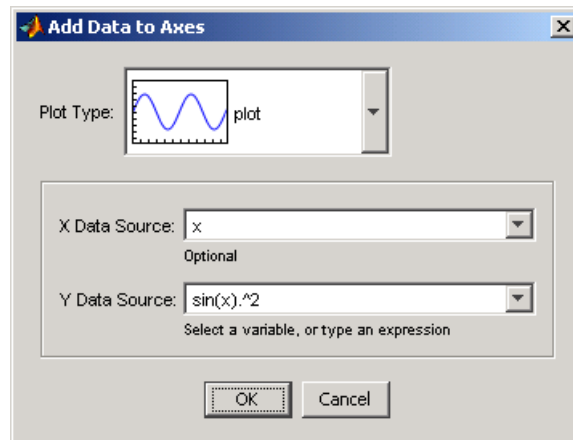 Add Data to Axes
Plot Type: plot
X Data Source: x
Optional
Y Data Source: sin(x).^2
Select a variable, or type an expression
OK Cancel